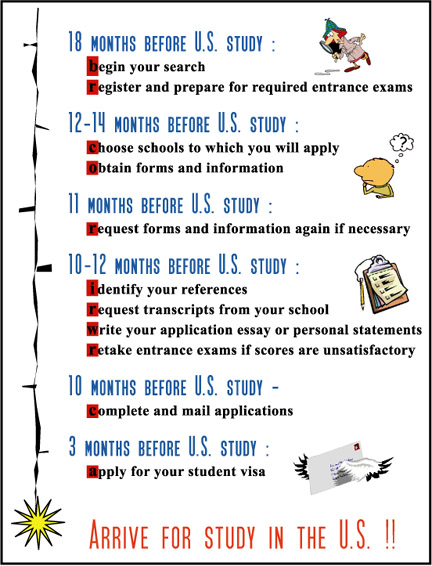 18 MONTHS BEFORE U.S. STUDY :
begin your search
register and prepare for required entrance exams
12-14 MONTHS BEFORE U.S. STUDY :
choose schools to which you will apply
obtain forms and information
?
11 MONTHS BEFORE U.S. STUDY :
request forms and information again if necessary
10-12 MONTHS BEFORE U.S. STUDY :
identify your references
request transcripts from your school
write your application essay or personal statements
retake entrance exams if scores are unsatisfactory
10 MONTHS BEFORE U.S. STUDY -
complete and mail applications
3 MONTHS BEFORE U.S. STUDY :
apply for your student visa
ARRIVE FOR STUDY IN THE U.S. !!